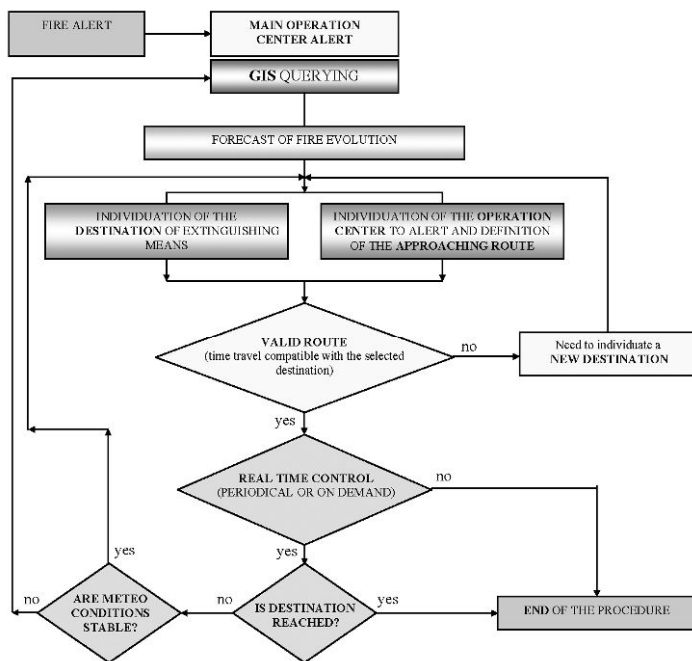 FIRE ALERT
MAIN OPERATION
CENTER ALERT
GIS QUERYING
FORECAST OF FIRE EVOLUTION
INDIVIDUATION OF THE
DESTINATION OF EXTINGUISHING
MEANS
INDIVIDUATION OF THE OPERATION
CENTER TO ALERT AND DEFINITION
OF THE APPROACHING ROUTE
VALID ROUTE
(time travel compatible with the selected
destination)
no
Need to individuate a
NEW DESTINATION
yes
REAL TIME CONTROL
(PERIODICAL OR ON DEMAND)
no
yes
yes
no
ARE METEO
CONDITIONS
STABLE?
no
IS DESTINATION
REACHED?
yes
END OF THE PROCEDURE